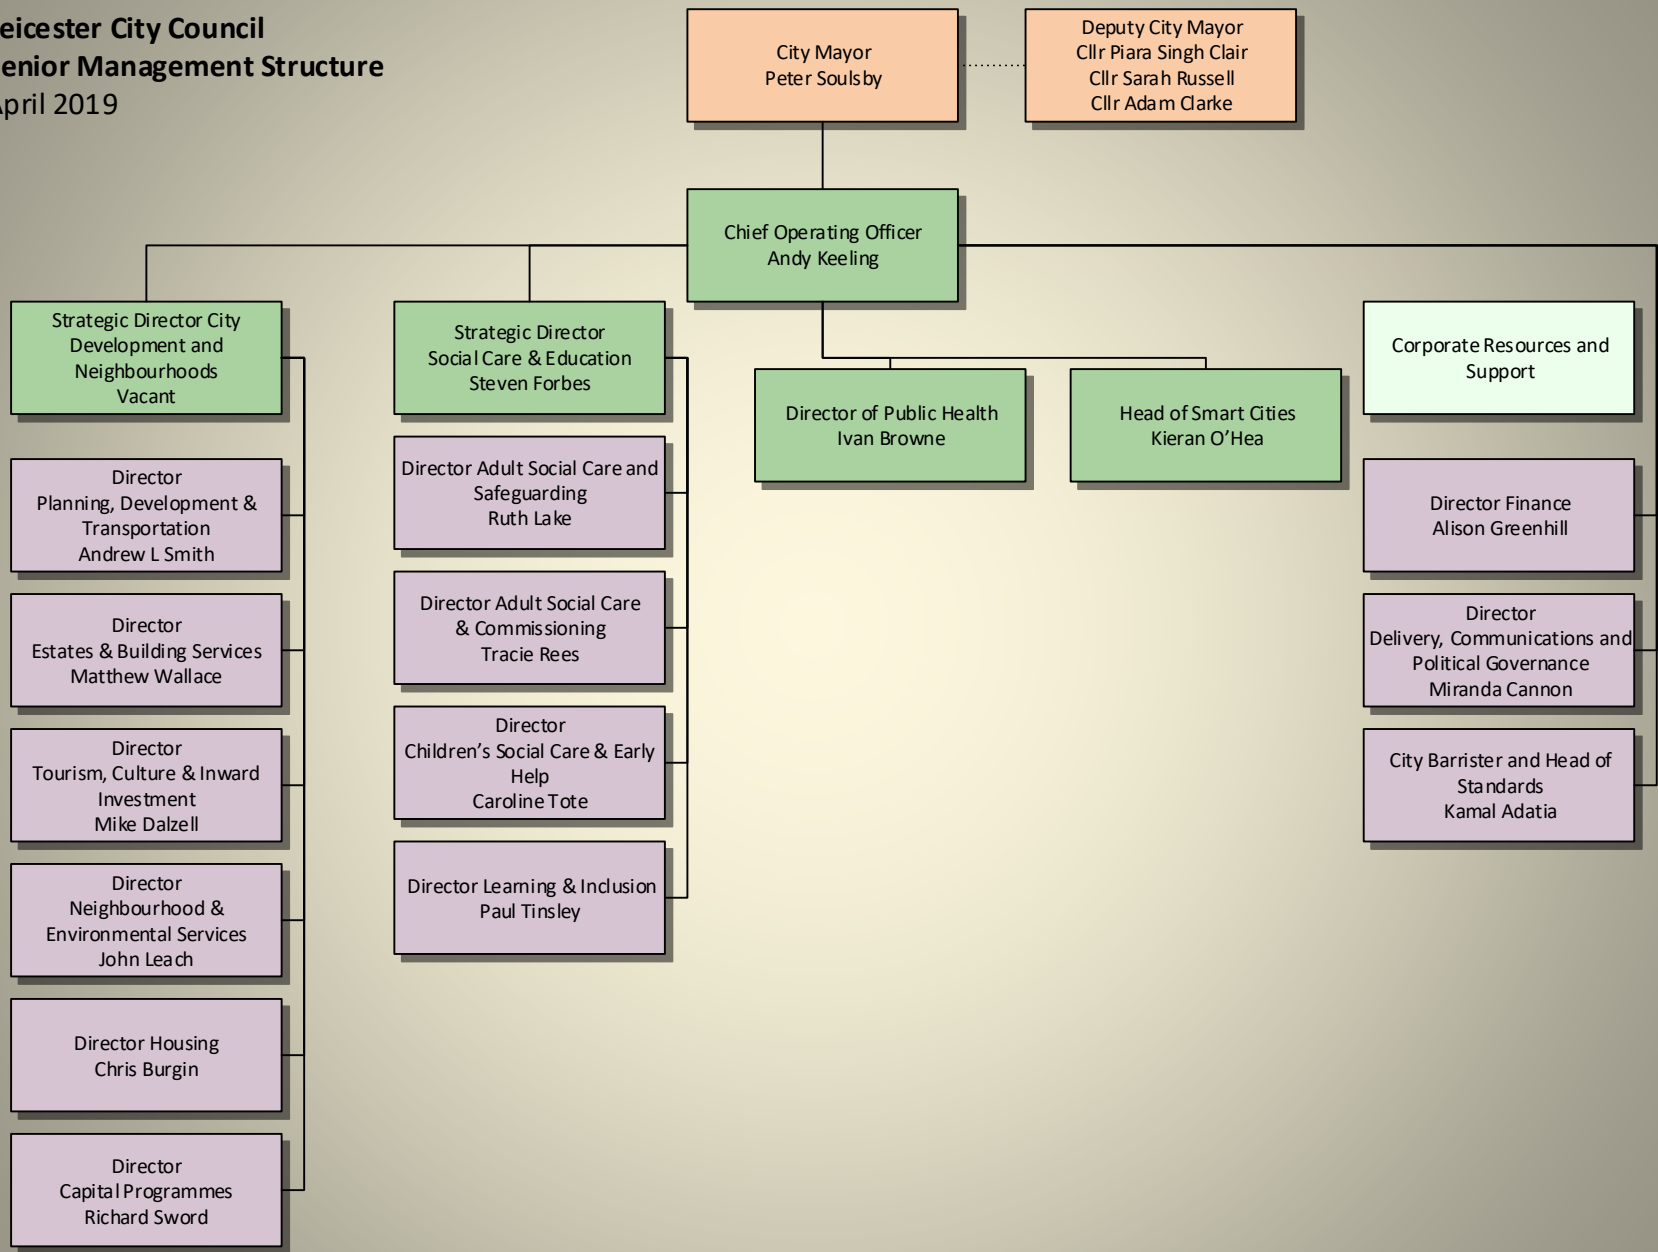 eicester City Council
enior Management Structure
April 2019
City Mayor
Peter Soulsby
Deputy City Mayor
Cllr Piara Singh Clair
Cllr Sarah Russell
Cllr Adam Clarke
Chief Operating Officer
Andy Keeling
Strategic Director City
Development and
Neighbourhoods
Vacant
Strategic Director
Social Care & Education
Steven Forbes
Director of Public Health
Ivan Browne
Head of Smart Cities
Kieran O’Hea
Corporate Resources and
Support
Director
Planning, Development &
Transportation
Andrew L Smith
Director
Estates & Building Services
Matthew Wallace
Director
Tourism, Culture & Inward
Investment
Mike Dalzell
Director
Neighbourhood &
Environmental Services
John Leach
Director Housing
Chris Burgin
Director
Capital Programmes
Richard Sword
Director Adult Social Care and
Safeguarding
Ruth Lake
Director Adult Social Care
& Commissioning
Tracie Rees
Director
Children’s Social Care & Early
Help
Caroline Tote
Director Learning & Inclusion
Paul Tinsley
Director Finance
Alison Greenhill
Director
Delivery, Communications and
Political Governance
Miranda Cannon
City Barrister and Head of
Standards
Kamal Adatia